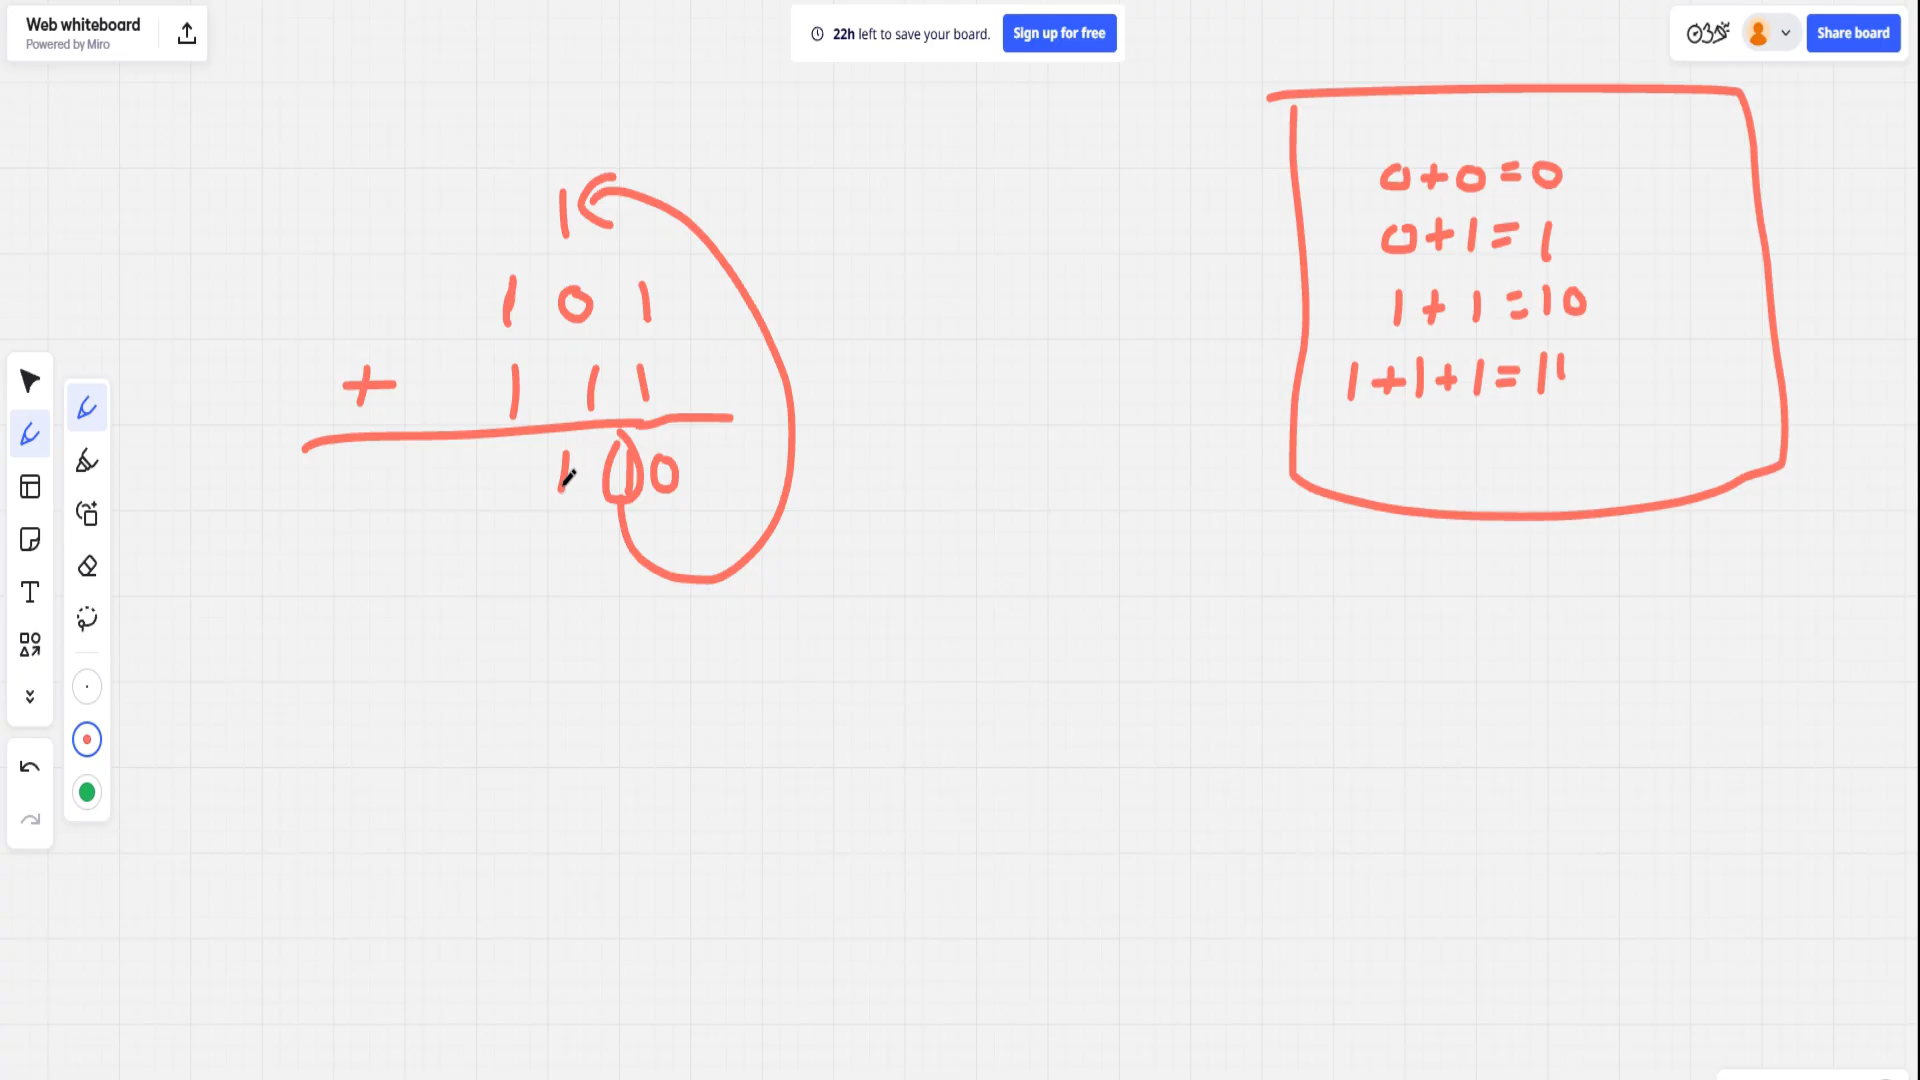 Web whiteboard
Powered by Miro
22h left to save your board.
Sign up for free
Share board
1
1 0 1
+ 1 1 1
1 1 0
0+0=0
0+1=1
1+1=10
1+1+1=11
T